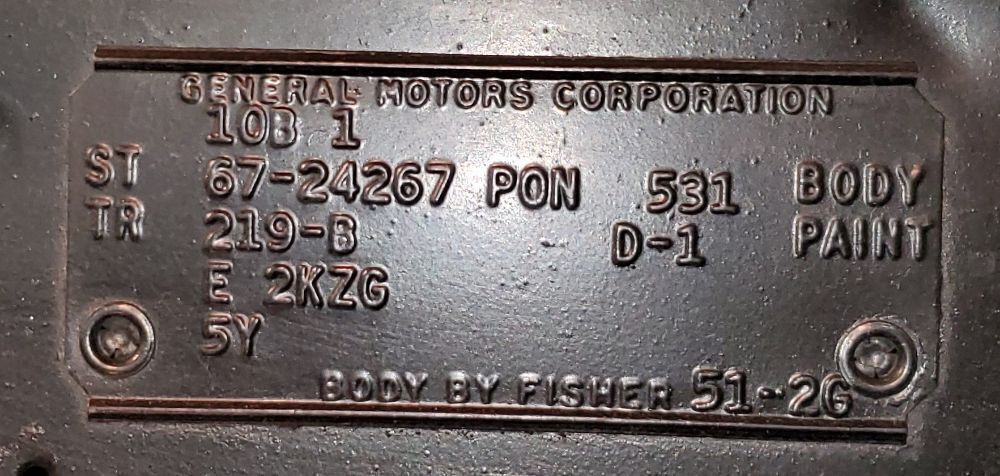 GENERAL MOTORS CORPORATION
10B 1
ST 67-24267 PON 531 BODY
TR 219-B D-1 PAINT
E 2KZG
5Y
BODY BY FISHER 51-2G